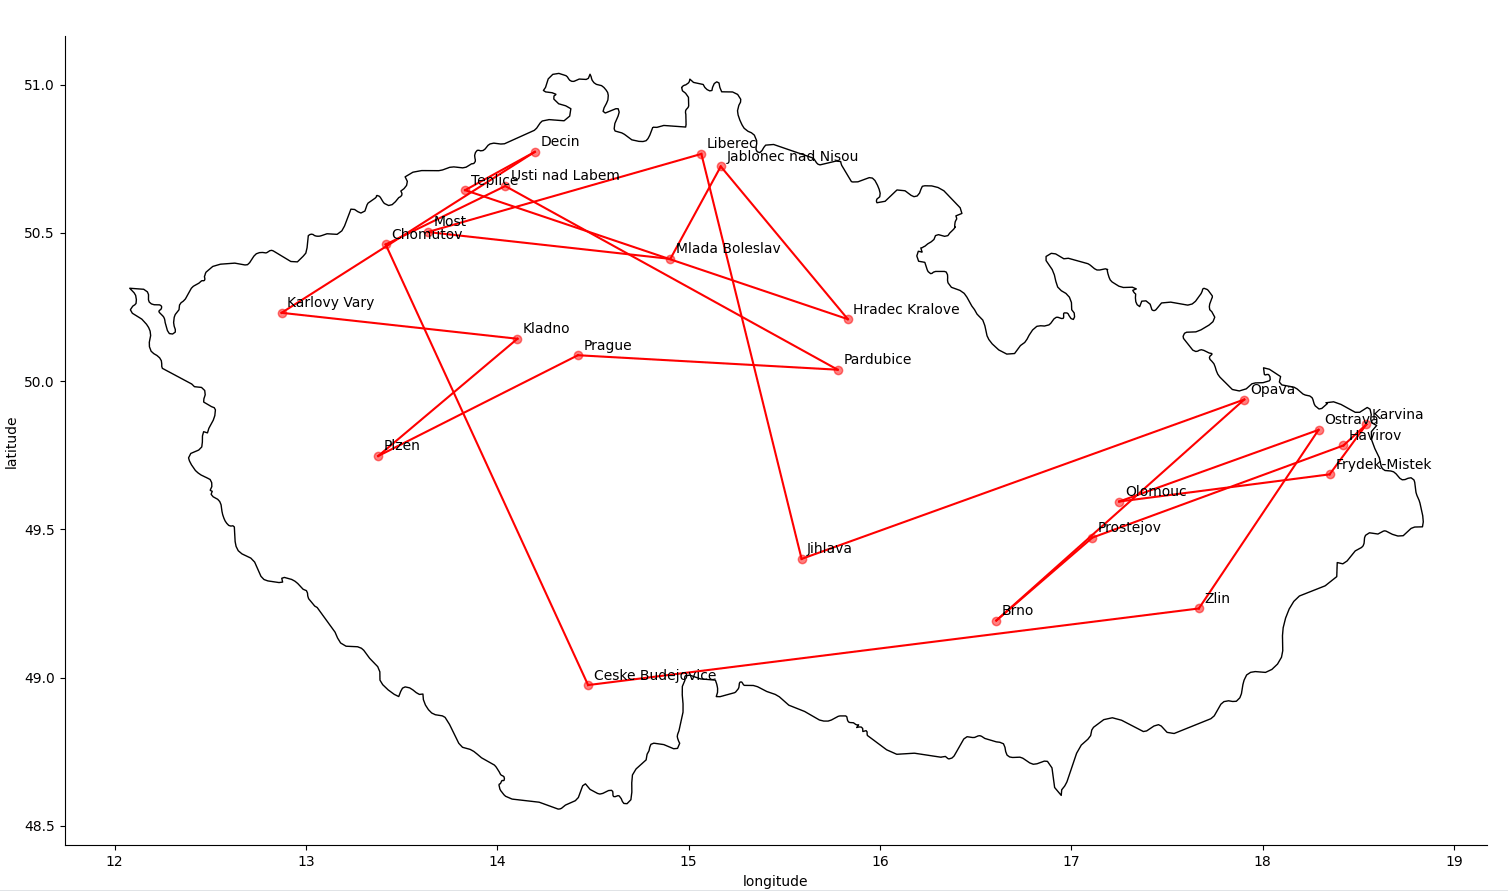 51.0
Decin
Liberec
Jablonec nad Nisou
Usti nad Labem
Teplice
Most
50.5
Chomutov
Mlada Boleslav
Karlovy Vary
Hradec Kralove
Kladno
Prague
Pardubice
50.0
Opava
Karvina
Ostrava
Havirov
latitude
Plzen
Frydek-Mistek
Olomouc
49.5
Prostejov
Jihlava
Zlin
Brno
49.0
Ceske Budejovice
48.5
12 13 14 15 16 17 18 19
longitude